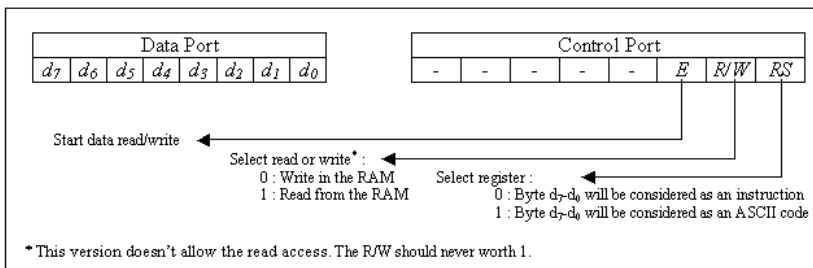 Data Port
d7 d6 d5 d4 d3 d2 d1 d0
Control Port
- - - - - E R/W RS
Start data read/write
Select read or write* :
0 : Write in the RAM
1 : Read from the RAM
Select register :
0 : Byte d7-d0 will be considered as an instruction
1 : Byte d7-d0 will be considered as an ASCII code
* This version doesn't allow the read access. The R/W should never worth 1.